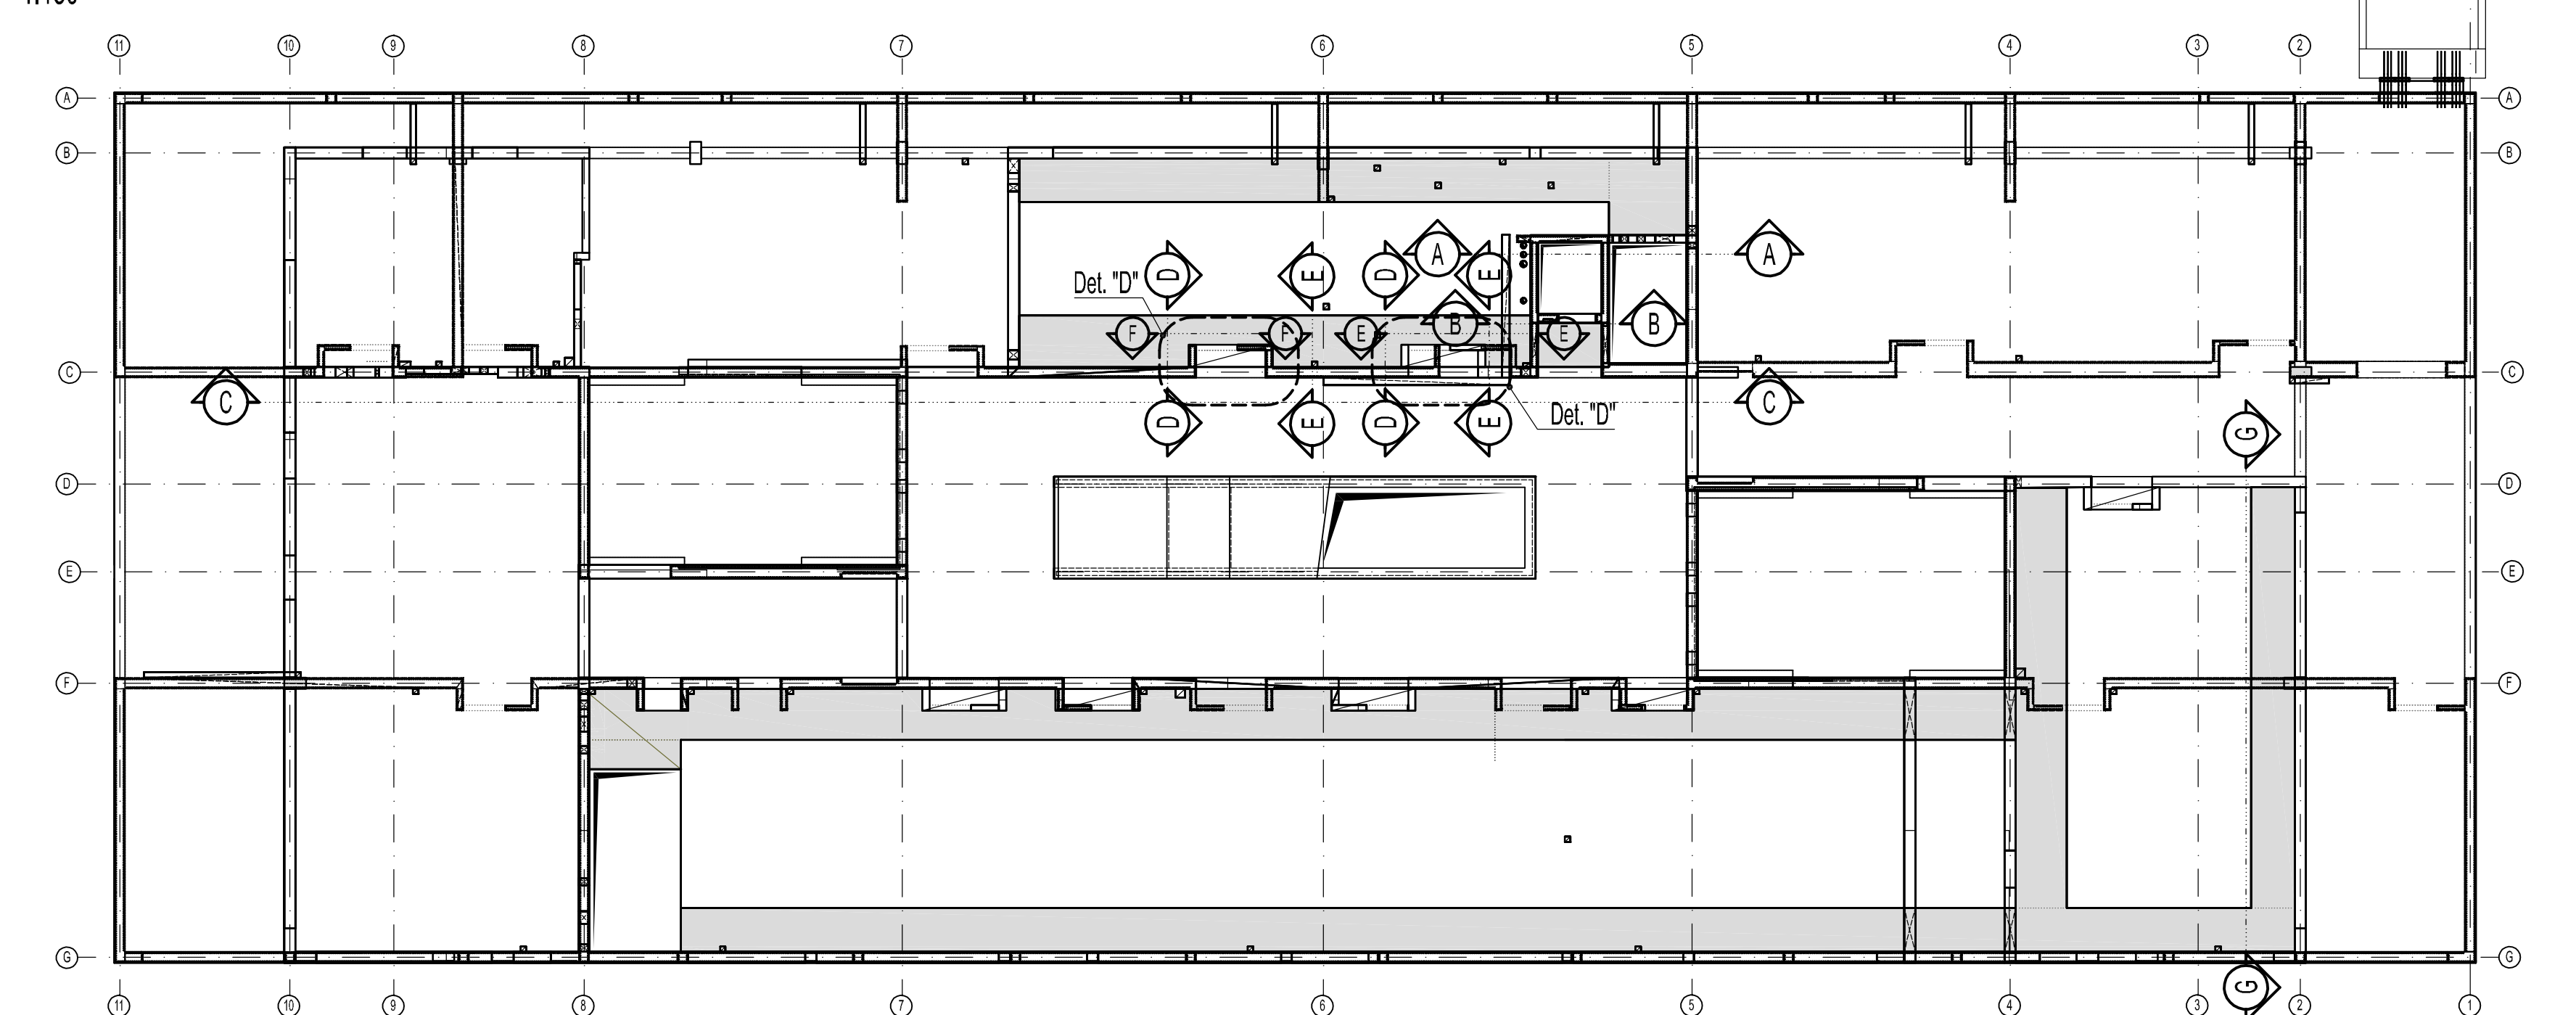 11 10 9 8 7 6 5 4 3 2
A A
B B
D E D A E A
Det. "D"
F F E B E B
C C
C C
Det. "D"
D E D E G
D D
E E
F F
G G
G
11 10 9 8 7 6 5 4 3 2 1